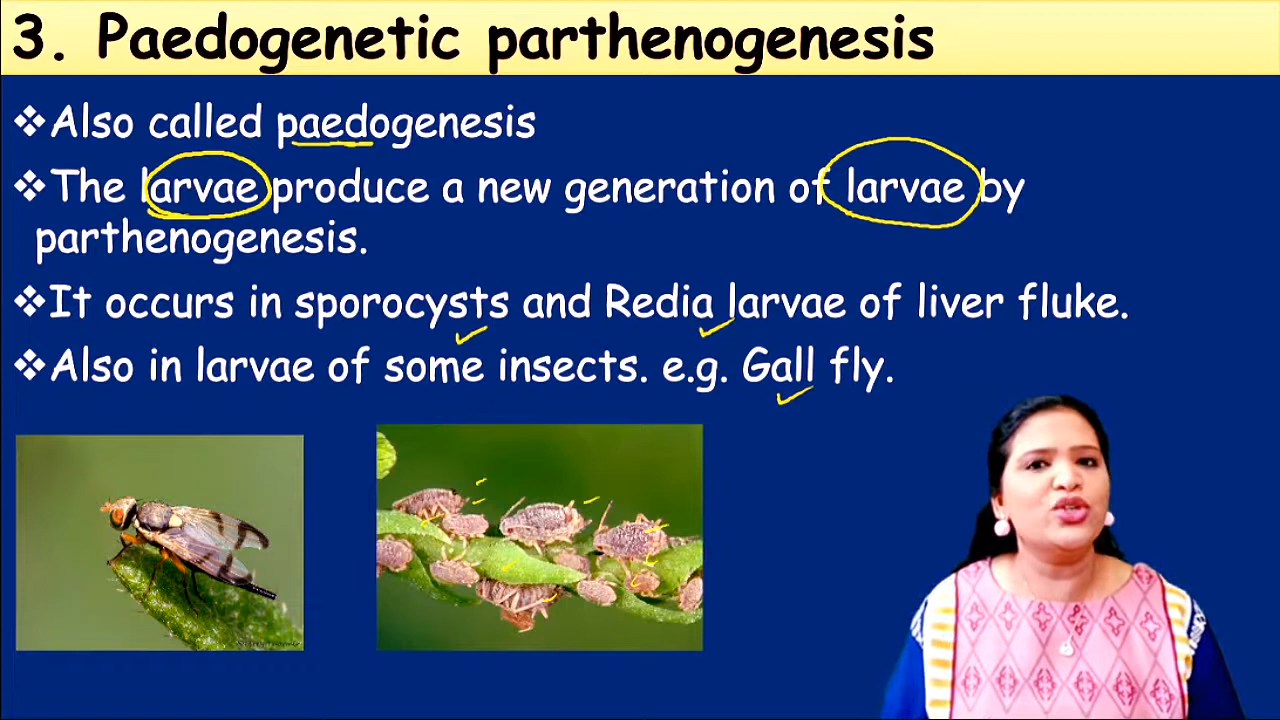 3. Paedogenetic parthenogenesis
❖Also called paedogenesis
❖The larvae produce a new generation of larvae by
parthenogenesis.
❖It occurs in sporocysts and Redia larvae of liver fluke.
❖Also in larvae of some insects. e.g. Gall fly.